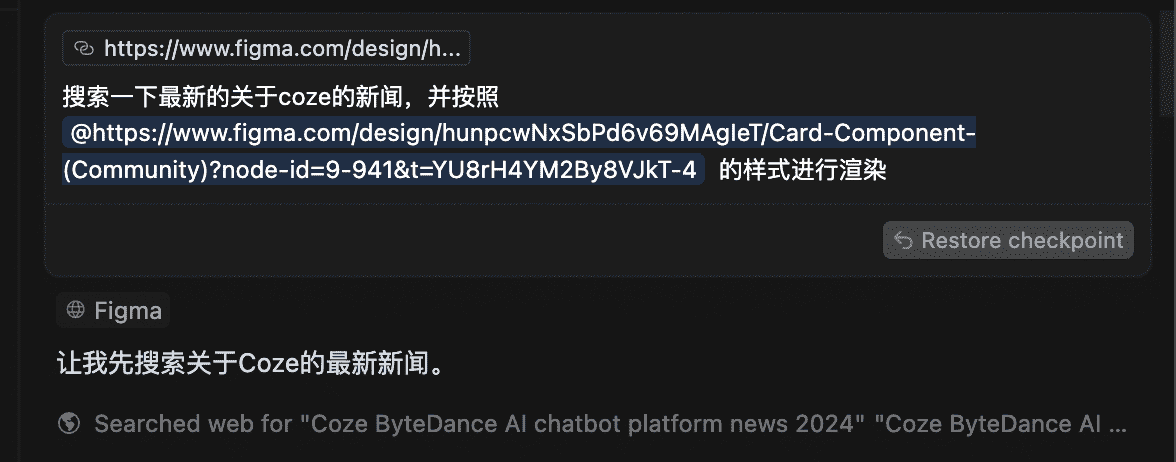 https://www.figma.com/design/h...
搜索一下最新的关于coze的新闻，并按照
@https://www.figma.com/design/hunpcwNxSbPd6v69MAgIeT/Card-Component-
(Community)?node-id=9-941&t=YU8rH4YM2By8VJkT-4 的样式进行渲染
Restore checkpoint
Figma
让我先搜索关于Coze的最新新闻。
Searched web for "Coze ByteDance AI chatbot platform news 2024" "Coze ByteDance AI ...